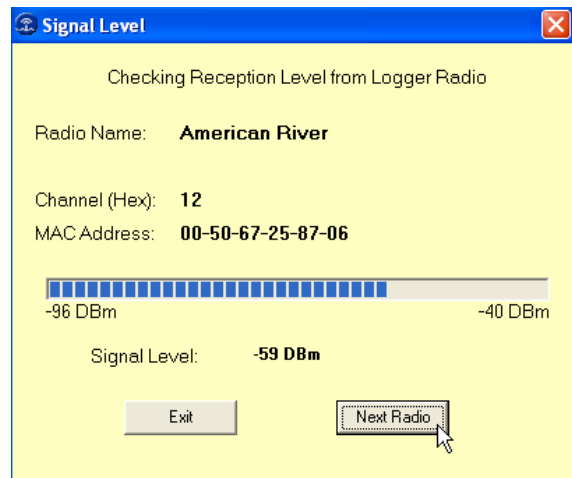 Signal Level
Checking Reception Level from Logger Radio
Radio Name: American River
Channel (Hex): 12
MAC Address: 00-50-67-25-87-06
-96 DBm -40 DBm
Signal Level: -59 DBm
Exit Next Radio